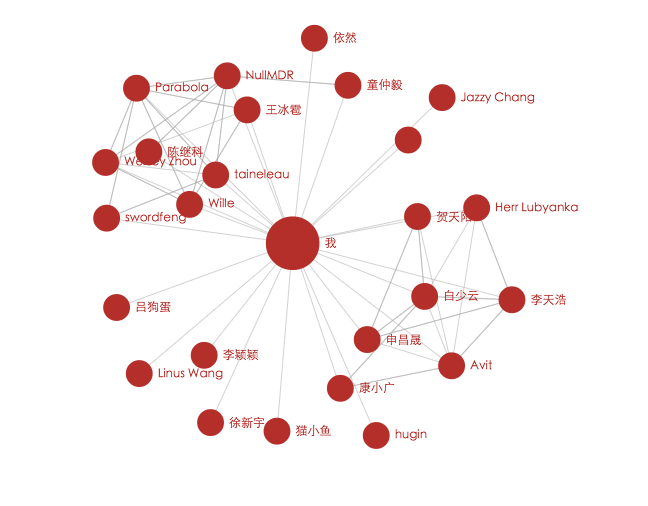 依然
NullMDR
童仲毅
Parabola
Jazzy Chang
王冰雹
陈继科
Wesley Zhou
taineleau
Wille
Herr Lubyanka
swordfeng
贺天阳
我
自少云
李天浩
吕狗蛋
申昌晟
李颖颖
Avit
Linus Wang
康小广
徐新宇
猫小鱼
hugin